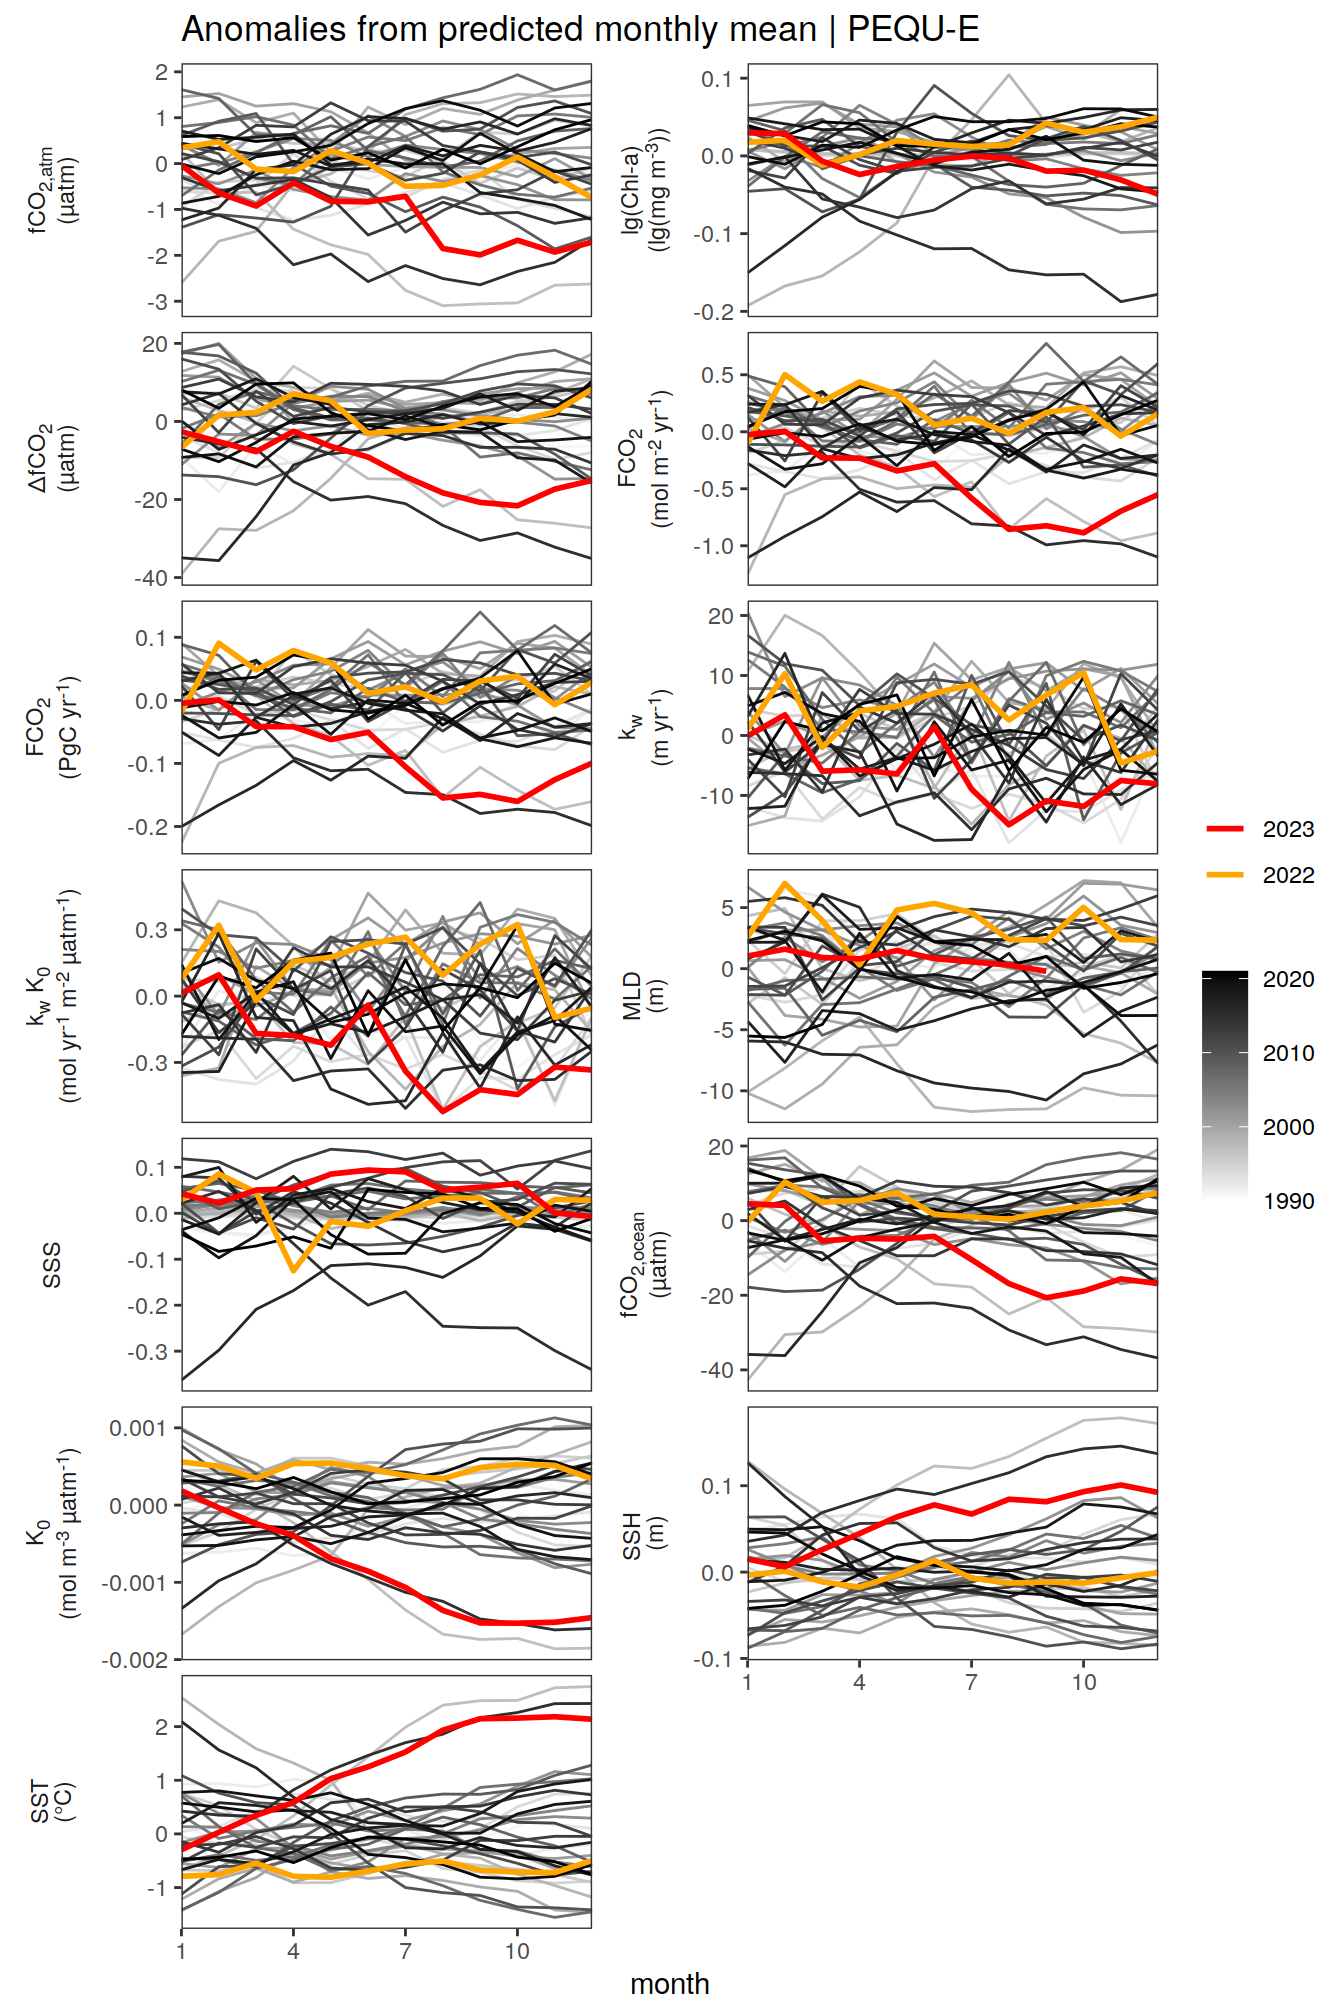 Anomalies from predicted monthly mean | PEQU-E
fCO2,atm
(µatm)
2
1
0
-1
-2
-3
lg(Chl-a)
(lg(mg m-3))
0.1
0.0
-0.1
-0.2
ΔfCO2
(µatm)
20
0
-20
-40
FCO2
(mol m-2 yr-1)
0.5
0.0
-0.5
-1.0
FCO2
(PgC yr-1)
0.1
0.0
-0.1
-0.2
kw
(m yr-1)
20
10
0
-10
kw K0
(mol yr-1 m-2 µatm-1)
0.3
0.0
-0.3
MLD
(m)
5
0
-5
-10
SSS
0.1
0.0
-0.1
-0.2
-0.3
fCO2,ocean
(µatm)
20
0
-20
-40
K0
(mol m-3 µatm-1)
0.001
0.000
-0.001
-0.002
SSH
(m)
0.1
0.0
-0.1
1 4 7 10
SST
(°C)
2
1
0
-1
1 4 7 10
month
2023
2022
2020
2010
2000
1990